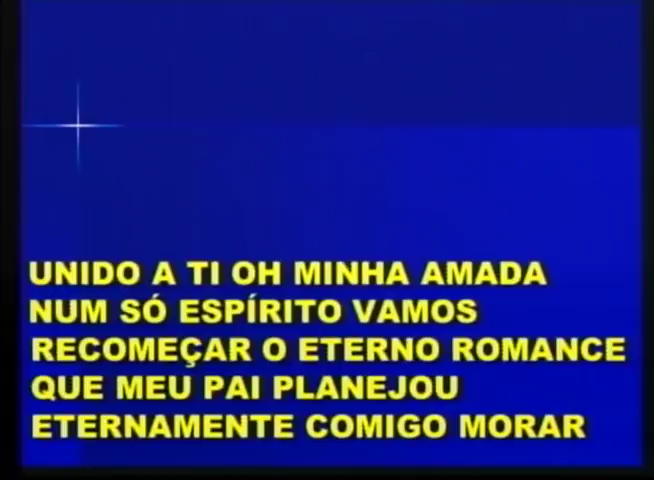 UNIDO A TI OH MINHA AMADA
NUM SÓ ESPÍRITO VAMOS
RECOMEÇAR O ETERNO ROMANCE
QUE MEU PAI PLANEJOU
ETERNAMENTE COMIGO MORAR